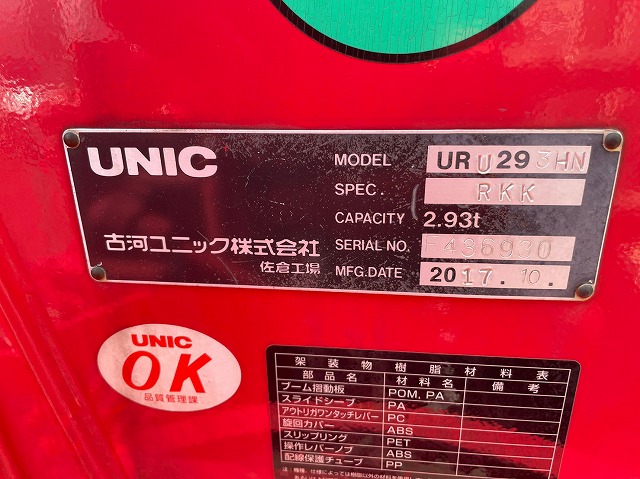 UNIC
MODEL URU293HN
SPEC. RKK
CAPACITY 2.93t
古河ユニック株式会社
佐倉工場
SERIAL NO. 436930
MFG.DATE 2017.10.
UNIC
OK
品質管理課
架装物樹脂材料表
部品名 材料名 備考
ブーム摺動板 POM, PA
スライドシーブ PA
アウトリガワンタッチレバー PC
旋回カバー ABS
スリップリング PET
操作レバーノブ ABS
配線保護チューブ PP